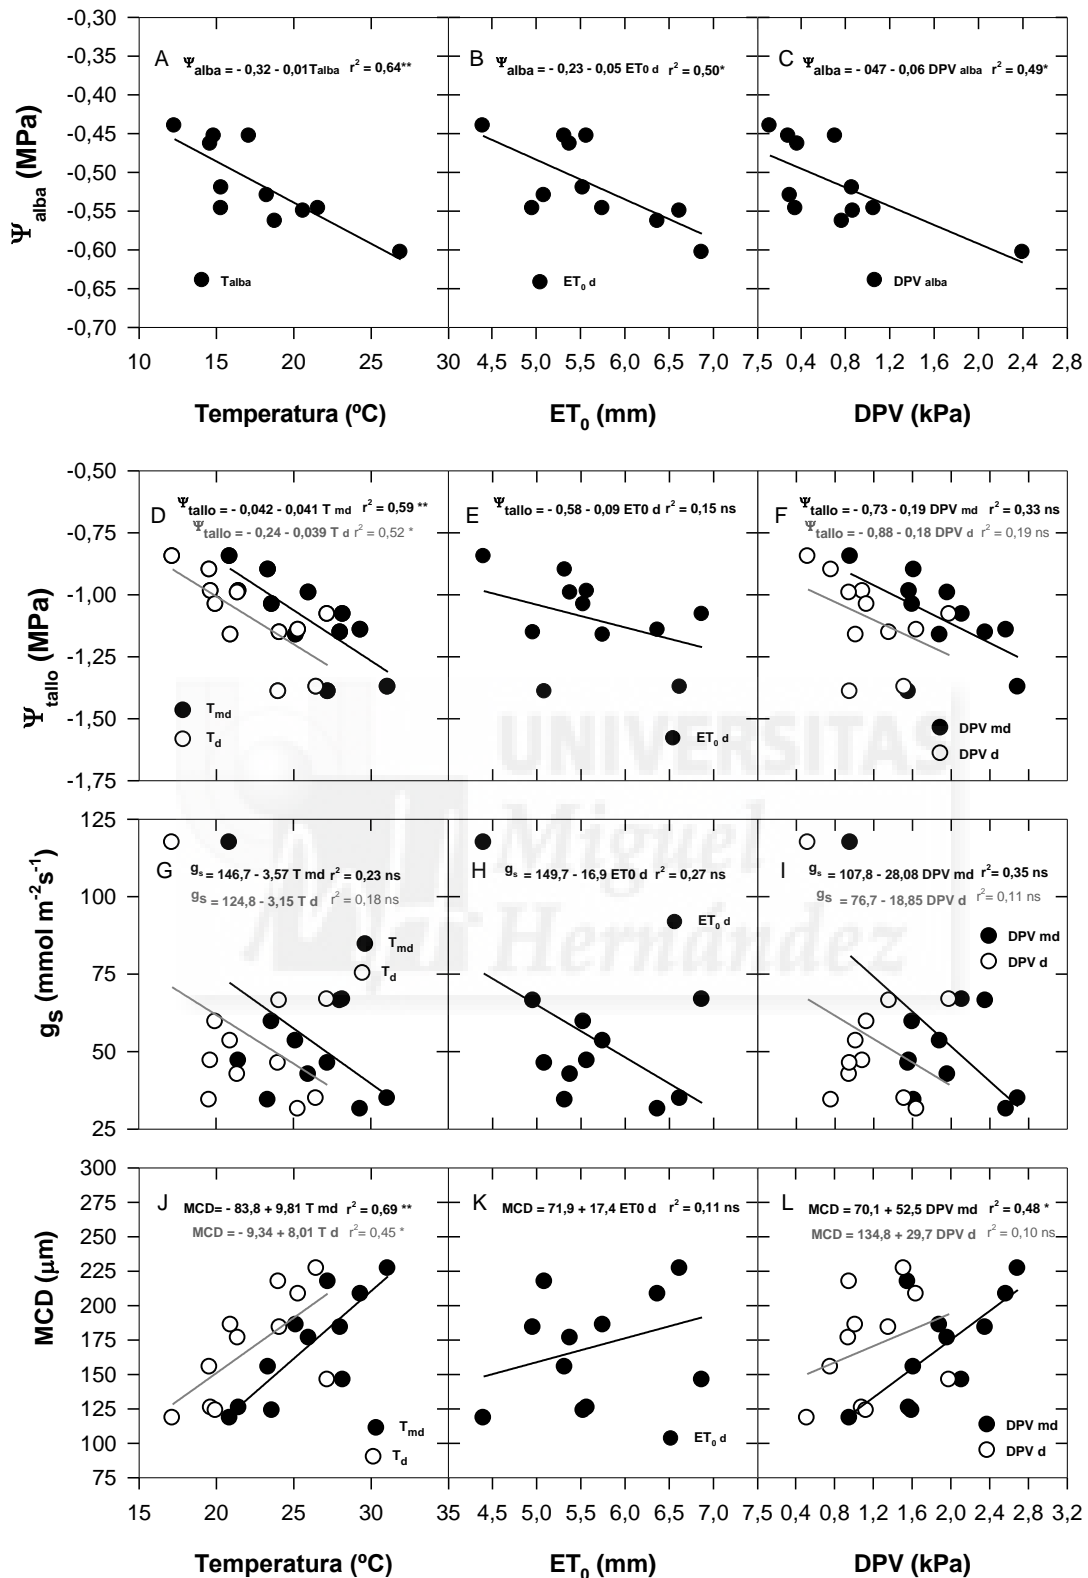 -0,30
-0,35
-0,40
-0,45
-0,50
-0,55
-0,60
-0,65
-0,70
Ψalba (MPa)
A Ψalba = - 0,32 - 0,01Talba r² = 0,64**
Talba
B Ψalba = - 0,23 - 0,05 ET0 d r² = 0,50*
ET₀ d
C Ψalba = - 047 - 0,06 DPV alba r² = 0,49*
DPV alba
10 15 20 25 30 4,5 5,0 5,5 6,0 6,5 7,0 7,5 0,4 0,8 1,2 1,6 2,0 2,4 2,8
Temperatura (ºC) ET₀ (mm) DPV (kPa)
-0,50
-0,75
-1,00
-1,25
-1,50
-1,75
Ψtallo (MPa)
D Ψtallo = - 0,042 - 0,041 T md r² = 0,59 **
Ψtallo = - 0,24 - 0,039 T d r² = 0,52 *
Tmd
Td
E Ψtallo = - 0,58 - 0,09 ET0 d r² = 0,15 ns
ET₀ d
F Ψtallo = - 0,73 - 0,19 DPV md r² = 0,33 ns
Ψtallo = - 0,88 - 0,18 DPV d r² = 0,19 ns
DPV md
DPV d
UNIVERSITAS
Miguel
Hernández
125
100
75
50
25
gs (mmol m⁻²s⁻¹)
G gs = 146,7 - 3,57 T md r² = 0,23 ns
gs = 124,8 - 3,15 T d r² = 0,18 ns
Tmd
Td
H gs = 149,7 - 16,9 ET0 d r² = 0,27 ns
ET₀ d
I gs = 107,8 - 28,08 DPV md r² = 0,35 ns
gs = 76,7 - 18,85 DPV d r² = 0,11 ns
DPV md
DPV d
300
275
250
225
200
175
150
125
100
75
MCD (µm)
J MCD= - 83,8 + 9,81 T md r² = 0,69 **
MCD = - 9,34 + 8,01 T d r²= 0,45 *
Tmd
Td
K MCD = 71,9 + 17,4 ET0 d r² = 0,11 ns
ET₀ d
L MCD = 70,1 + 52,5 DPV md r² = 0,48 *
MCD = 134,8 + 29,7 DPV d r² = 0,10 ns
DPV md
DPV d
15 20 25 30 35 4,5 5,0 5,5 6,0 6,5 7,0 7,5 0,4 0,8 1,2 1,6 2,0 2,4 2,8 3,2
Temperatura (ºC) ET₀ (mm) DPV (kPa)